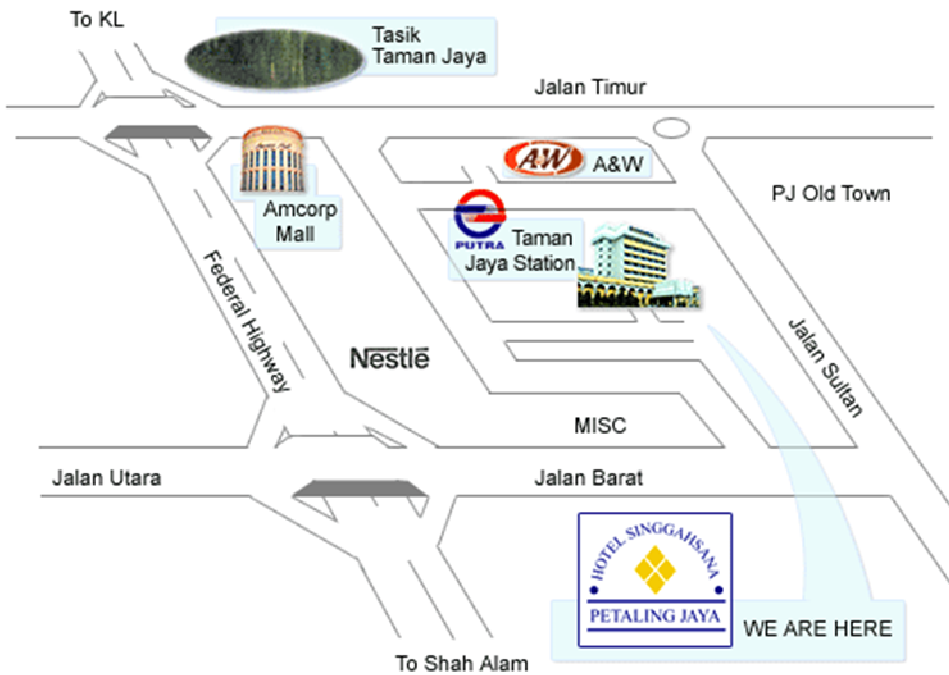 To KL
Tasik
Taman Jaya
Jalan Timur
A&W
A&W
PJ Old Town
Amcorp
Mall
PUTRA
Taman
Jaya Station
Federal Highway
Nestlé
Jalan Sultan
MISC
Jalan Utara
Jalan Barat
HOTEL SINGGAHSANA
PETALING JAYA
WE ARE HERE
To Shah Alam